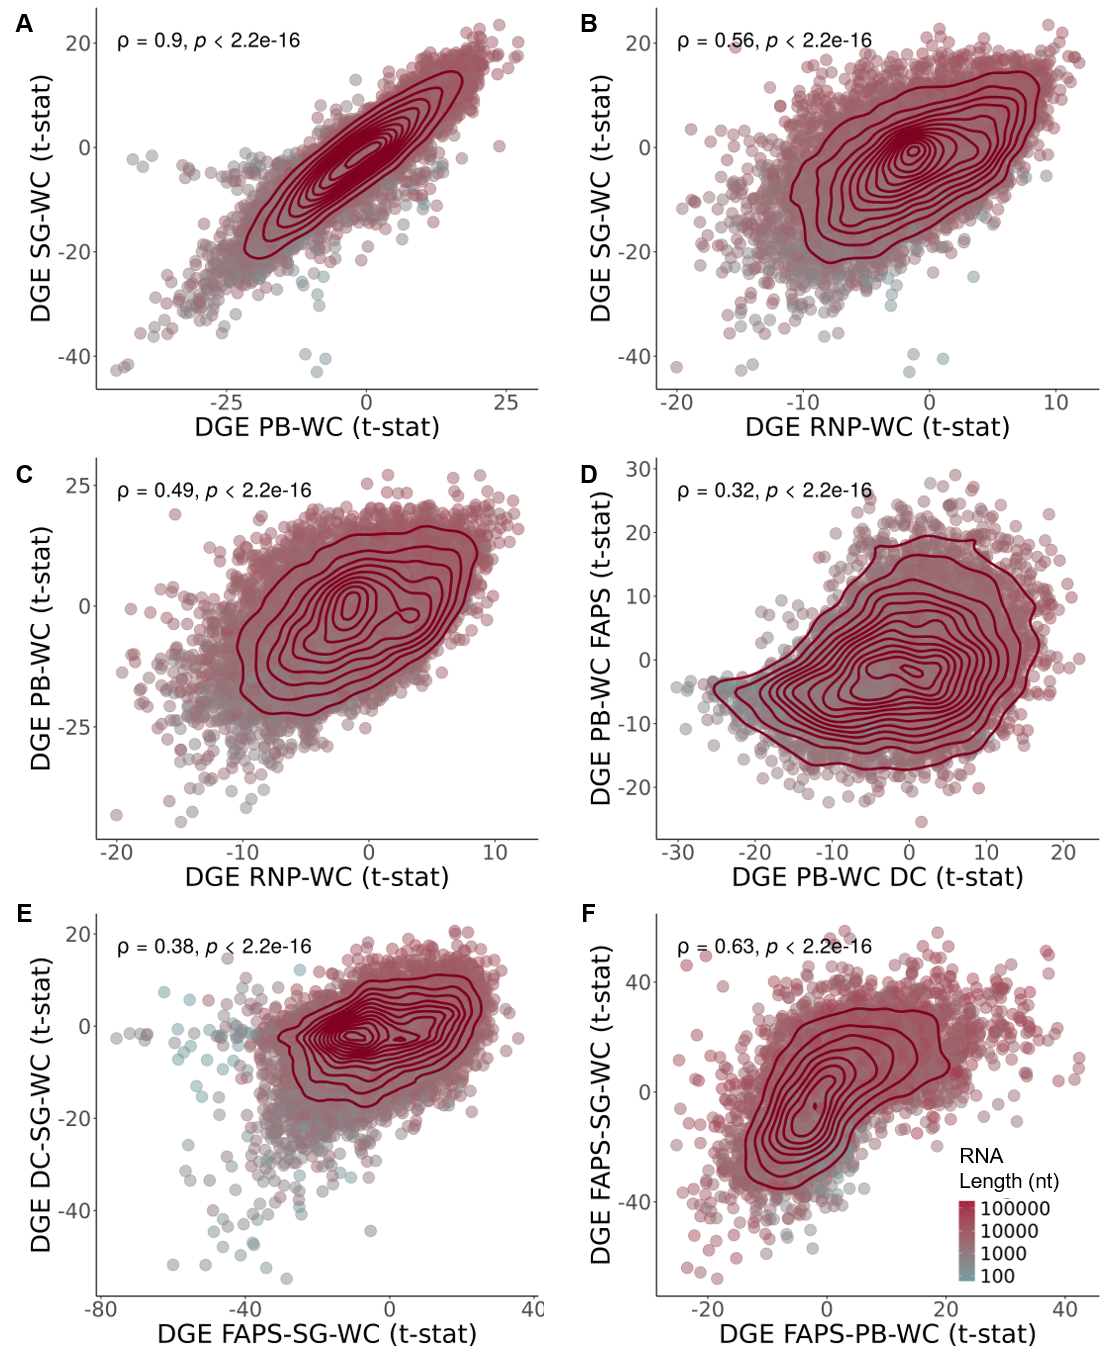 A
ρ = 0.9, p < 2.2e-16
DGE SG-WC (t-stat)
20
0
-20
-40
-25
0
25
DGE PB-WC (t-stat)
B
ρ = 0.56, p < 2.2e-16
DGE SG-WC (t-stat)
20
0
-20
-40
-20
-10
0
10
DGE RNP-WC (t-stat)
C
ρ = 0.49, p < 2.2e-16
DGE PB-WC (t-stat)
25
0
-25
-20
-10
0
10
DGE RNP-WC (t-stat)
D
ρ = 0.32, p < 2.2e-16
DGE PB-WC FAPS (t-stat)
30
20
10
0
-10
-20
-30
-20
-10
0
10
20
DGE PB-WC DC (t-stat)
E
ρ = 0.38, p < 2.2e-16
DGE DC-SG-WC (t-stat)
20
0
-20
-40
-80
-40
0
40
DGE FAPS-SG-WC (t-stat)
F
ρ = 0.63, p < 2.2e-16
DGE FAPS-SG-WC (t-stat)
40
0
-40
-20
0
20
40
DGE FAPS-PB-WC (t-stat)
RNA
Length (nt)
100000
10000
1000
100